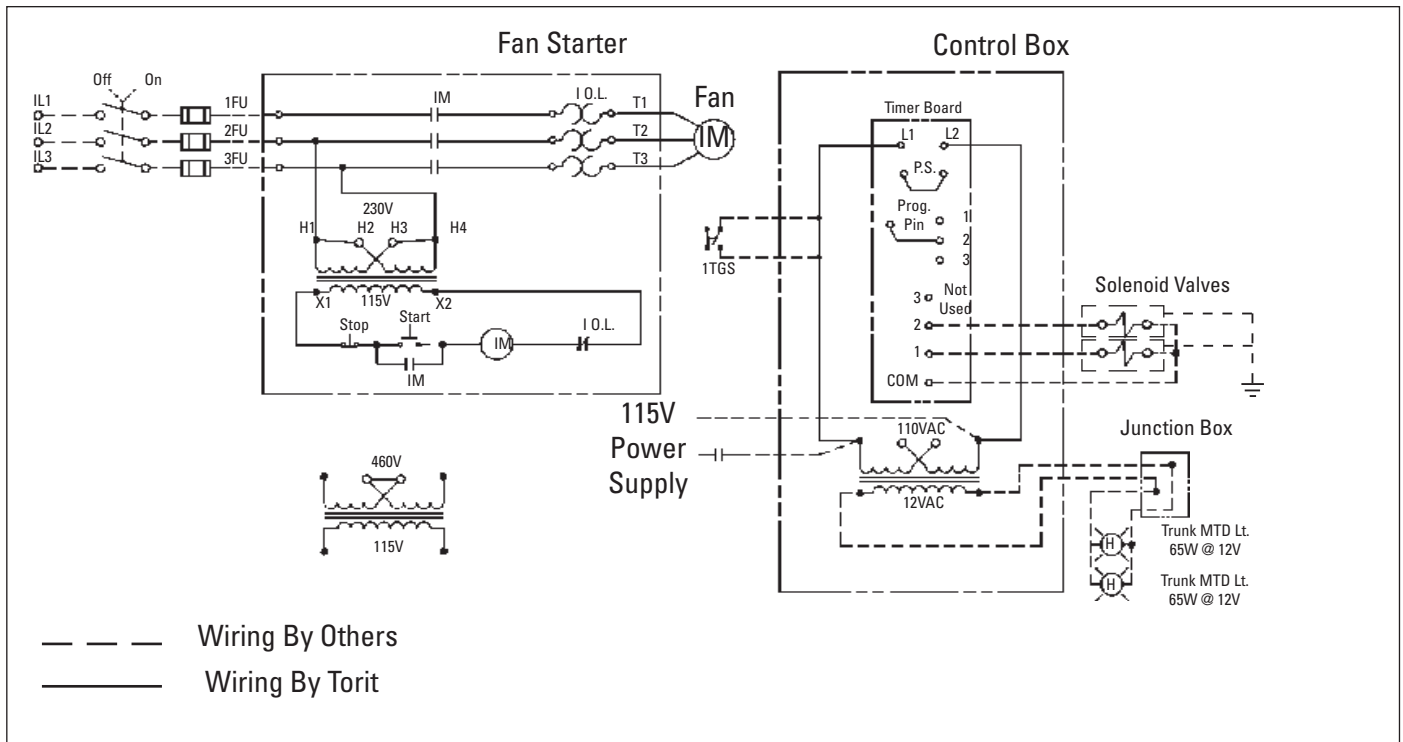 Fan Starter
Control Box
Off On
IL1
IL2
IL3
1FU
2FU
3FU
IM
I O.L.
T1
T2
T3
Fan
IM
230V
H1 H2 H3 H4
X1 115V X2
Stop
Start
IM
I O.L.
IM
460V
115V
Timer Board
L1 L2
P.S.
Prog.
Pin
1
2
3
1TGS
3 Not
Used
2
1
COM
Solenoid Valves
115V
Power
Supply
110VAC
12VAC
Junction Box
H
Trunk MTD Lt.
65W @ 12V
H
Trunk MTD Lt.
65W @ 12V
Wiring By Others
Wiring By Torit